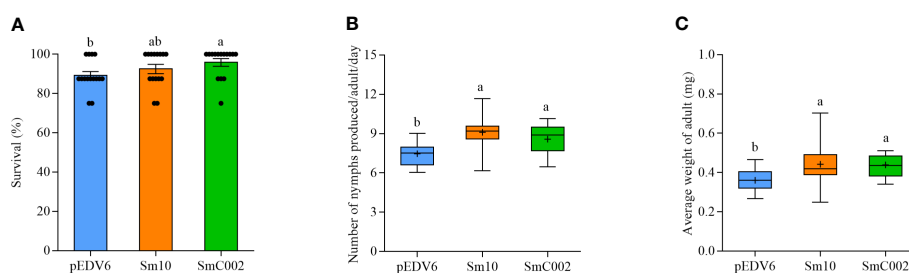 A
Survival (%)
100
80
60
40
20
0
b
ab
a
pEDV6
Sm10
SmC002
B
Number of nymphs produced/adult/day
15
12
9
6
3
0
b
a
a
pEDV6
Sm10
SmC002
C
Average weight of adult (mg)
1.0
0.8
0.6
0.4
0.2
0.0
b
a
a
pEDV6
Sm10
SmC002